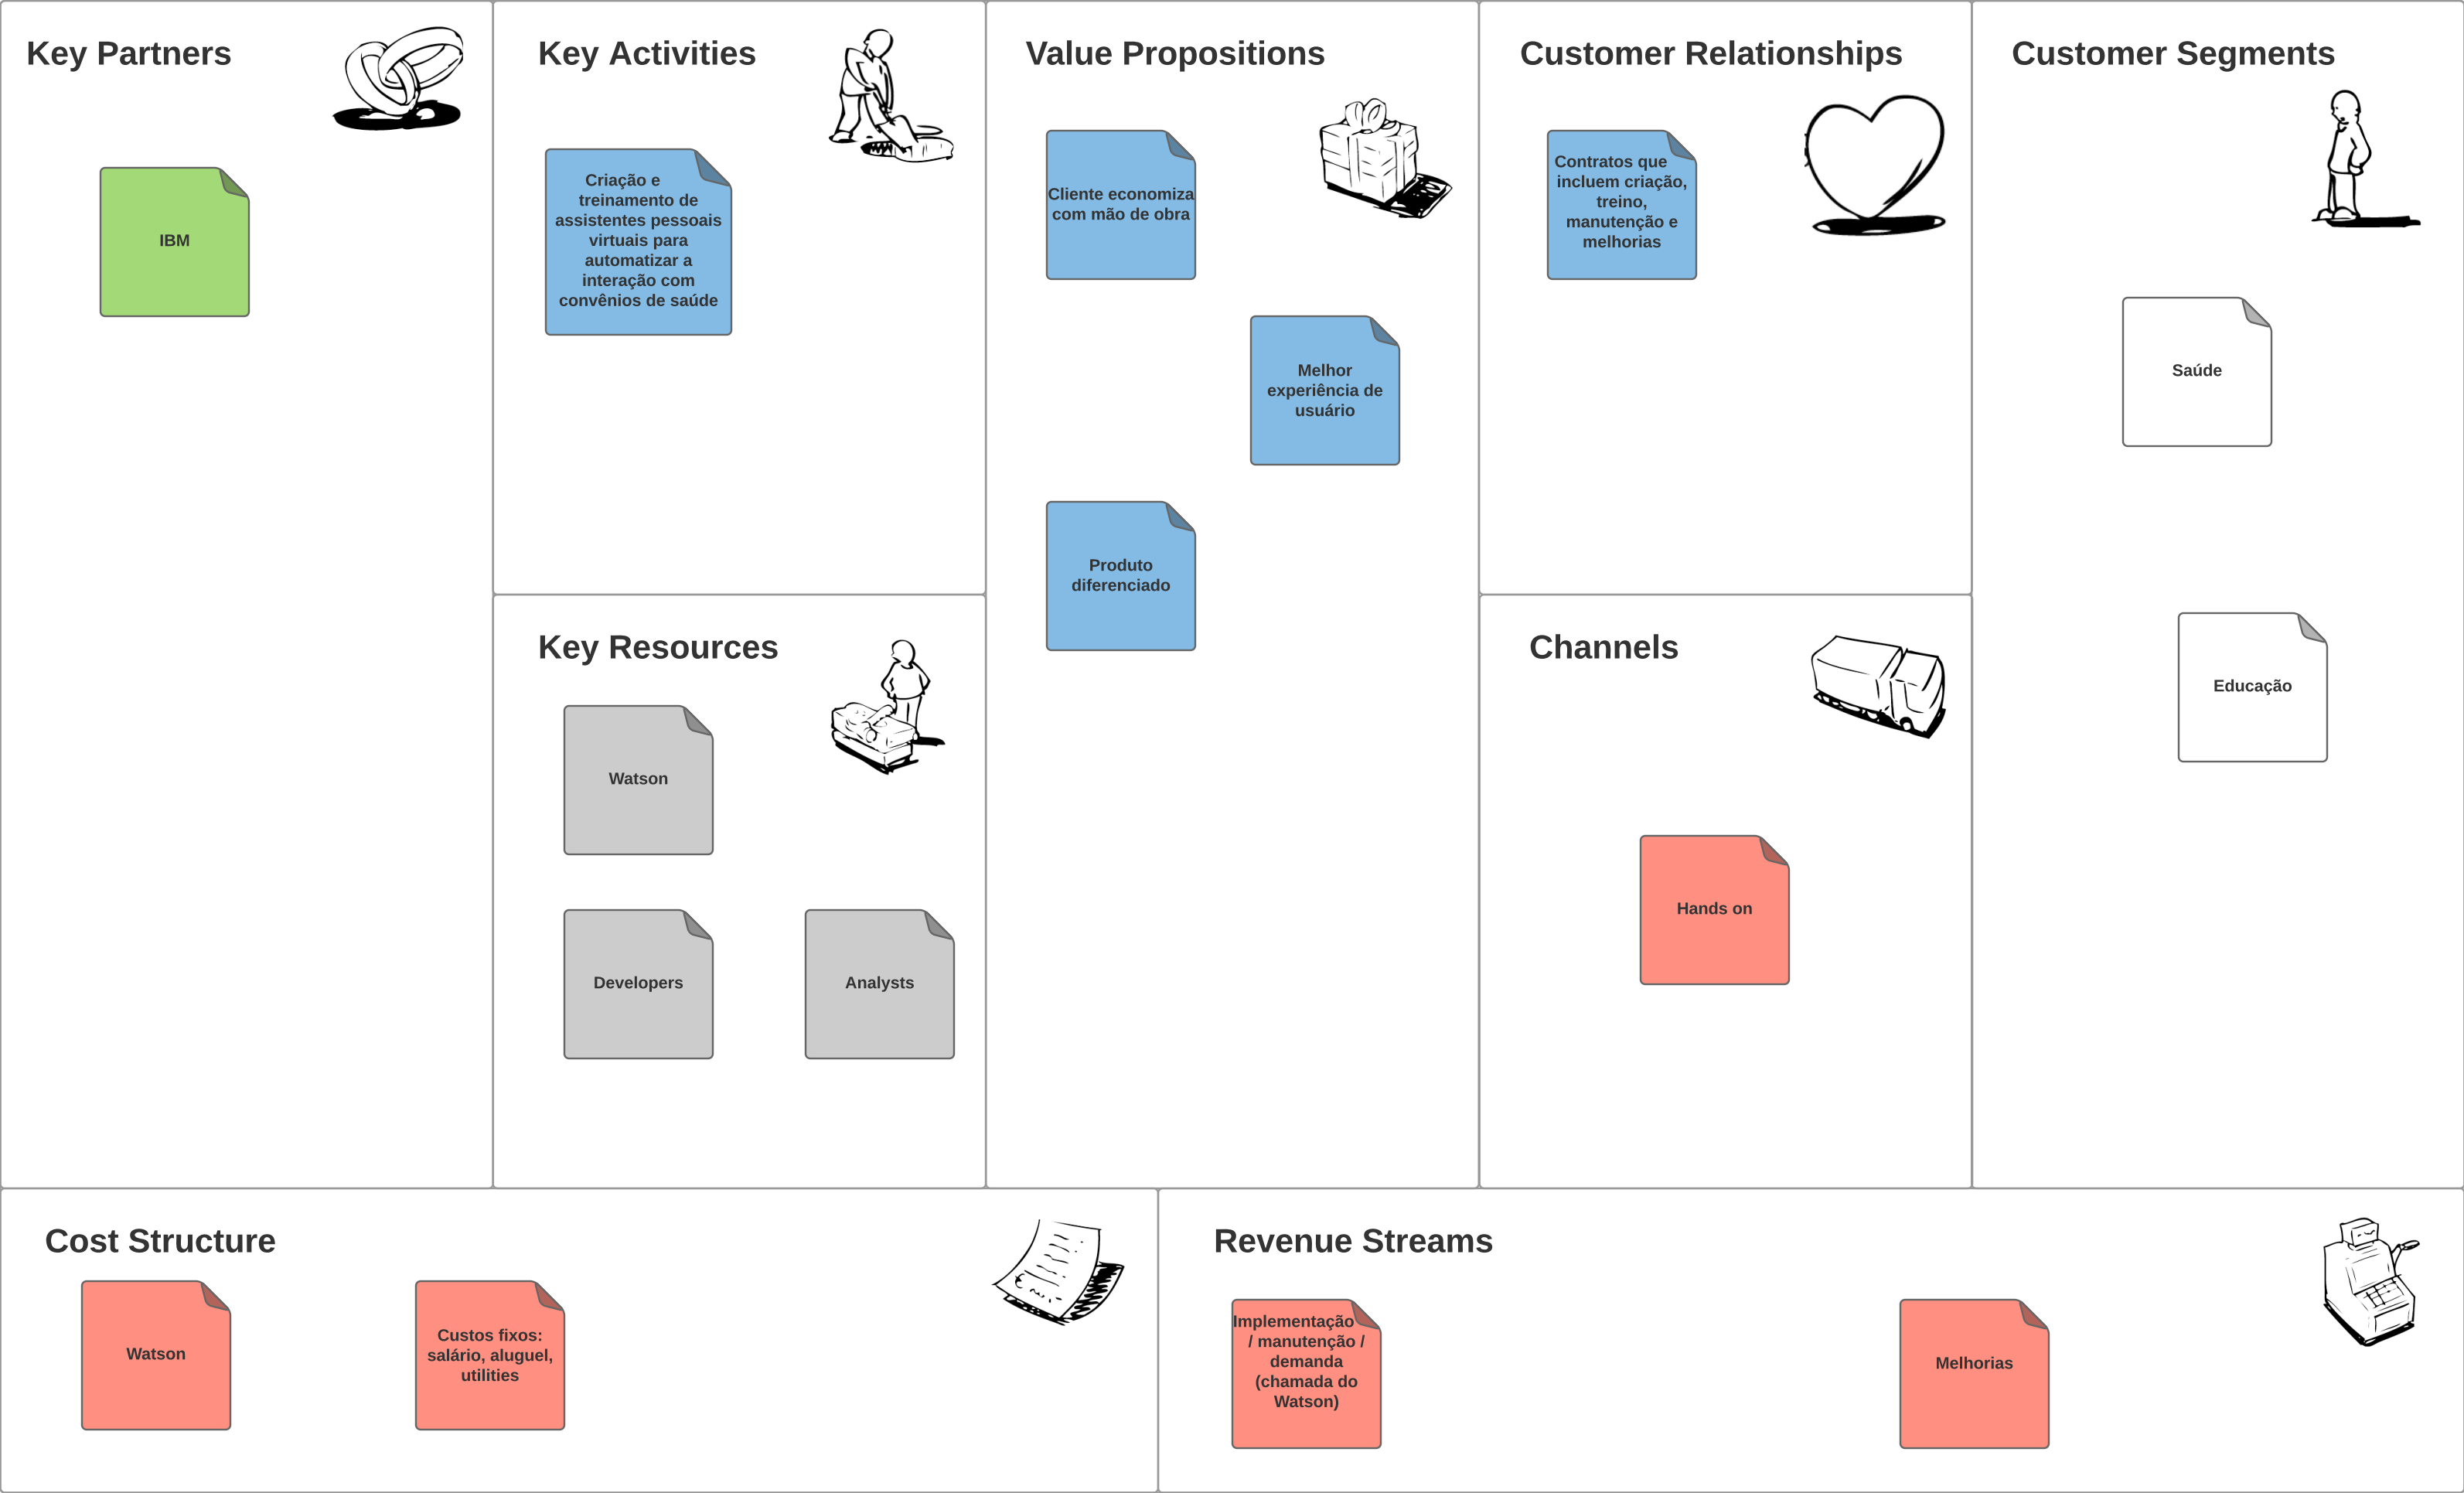 Key Partners
IBM
Key Activities
Criação e
treinamento de
assistentes pessoais
virtuais para
automatizar a
interação com
convênios de saúde
Key Resources
Watson
Developers
Analysts
Value Propositions
Cliente economiza
com mão de obra
Melhor
experiência de
usuário
Produto
diferenciado
Customer Relationships
Contratos que
incluem criação,
treino,
manutenção e
melhorias
Channels
Hands on
Customer Segments
Saúde
Educação
Cost Structure
Watson
Custos fixos:
salário, aluguel,
utilities
Revenue Streams
Implementação
/ manutenção /
demanda
(chamada do
Watson)
Melhorias